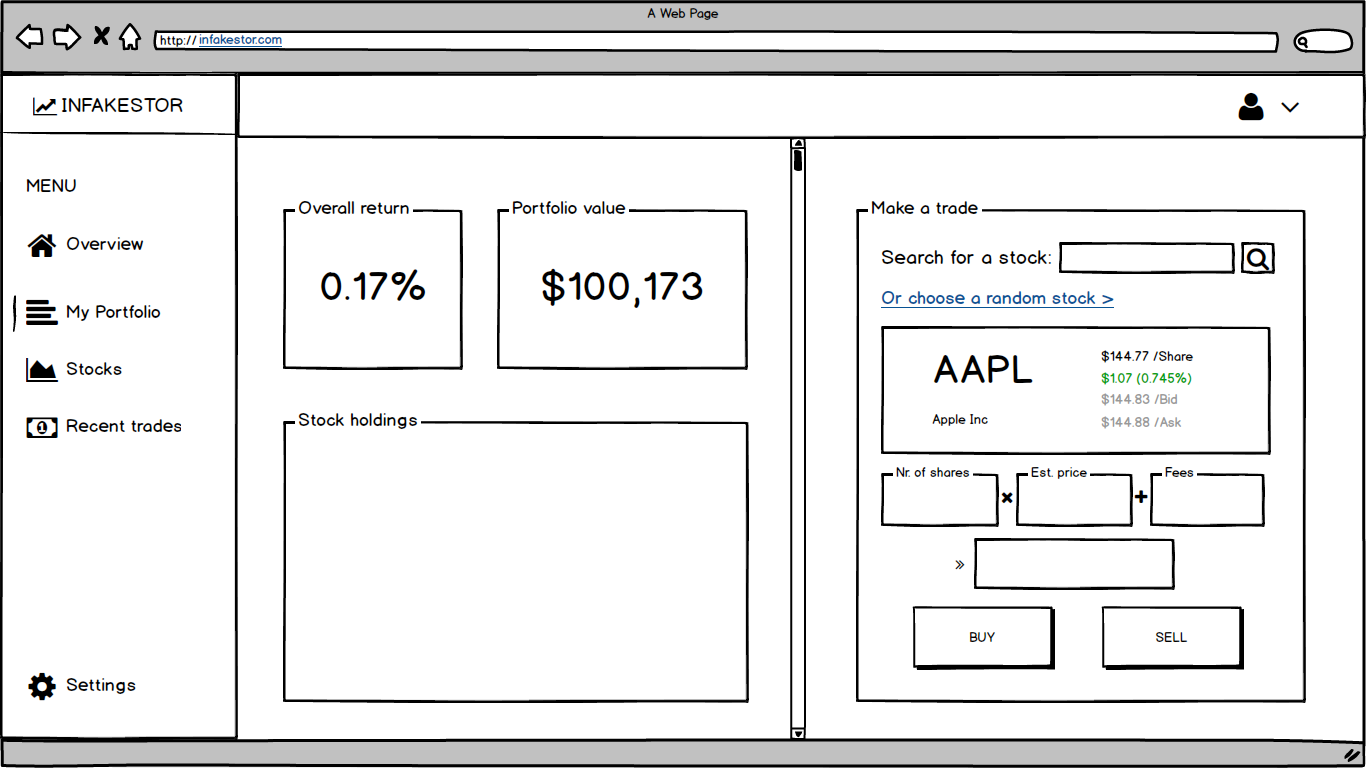 A Web Page
http://infakestor.com
INFAKESTOR
MENU
Overview
My Portfolio
Stocks
1
Recent trades
Settings
Overall return
0.17%
Portfolio value
$100,173
Stock holdings
Make a trade
Search for a stock:
Or choose a random stock >
AAPL
Apple Inc
$144.77 /Share
$1.07 (0.745%)
$144.83 /Bid
$144.88 /Ask
Nr. of shares
×
Est. price
+
Fees
»
BUY
SELL